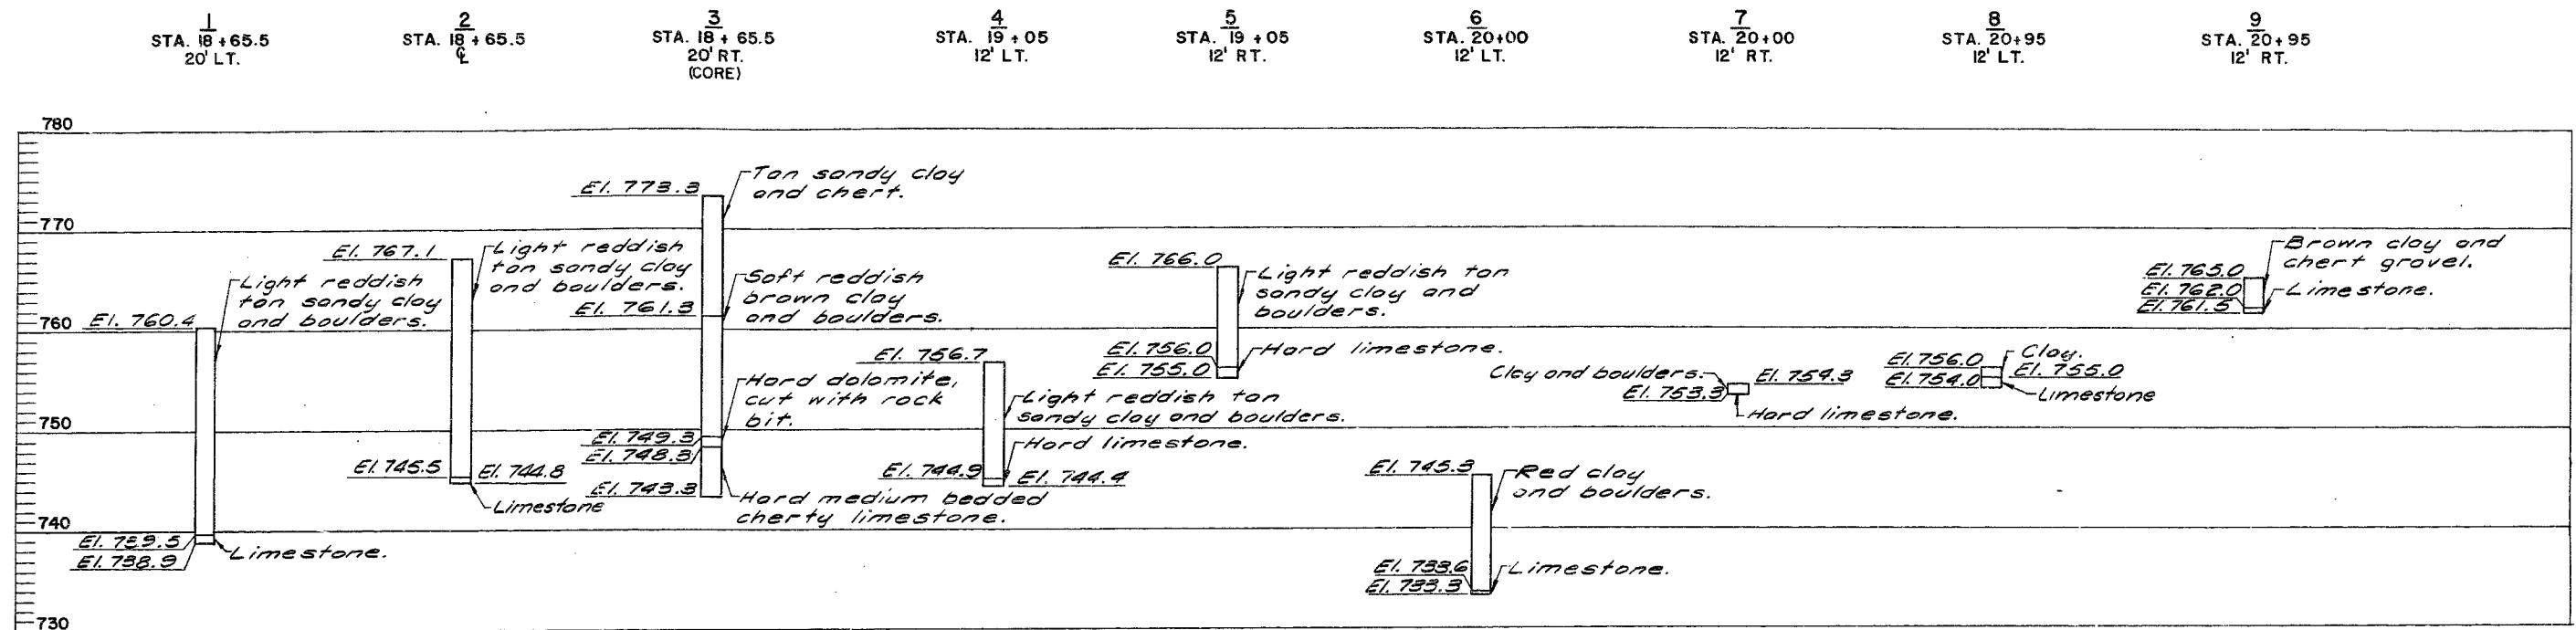 1
STA. 18+65.5
20' LT.
2
STA. 18+65.5
℄
3
STA. 18+65.5
20' RT.
(CORE)
4
STA. 19+05
12' LT.
5
STA. 19+05
12' RT.
6
STA. 20+00
12' LT.
7
STA. 20+00
12' RT.
8
STA. 20+95
12' LT.
9
STA. 20+95
12' RT.
780
770
760
750
740
730
El. 760.4
Light reddish
tan sandy clay
and boulders.
El. 739.5
El. 738.9
Limestone.
El. 767.1
Light reddish
tan sandy clay
and boulders.
El. 745.5
El. 744.8
Limestone
El. 773.3
Tan sandy clay
and chert.
El. 761.3
Soft reddish
brown clay
and boulders.
Hard dolomite,
cut with rock
bit.
El. 749.3
El. 748.3
El. 743.3
Hard medium bedded
cherty limestone.
El. 756.7
Light reddish tan
sandy clay and boulders.
Hard limestone.
El. 744.9
El. 744.4
El. 766.0
Light reddish tan
sandy clay and
boulders.
El. 756.0
El. 755.0
Hard limestone.
El. 745.3
Red clay
and boulders.
El. 733.6
El. 733.3
Limestone.
Clay and boulders.
El. 754.3
El. 753.3
Hard limestone.
El. 756.0
Clay.
El. 755.0
El. 754.0
Limestone
Brown clay and
chert gravel.
El. 765.0
El. 762.0
El. 761.5
Limestone.